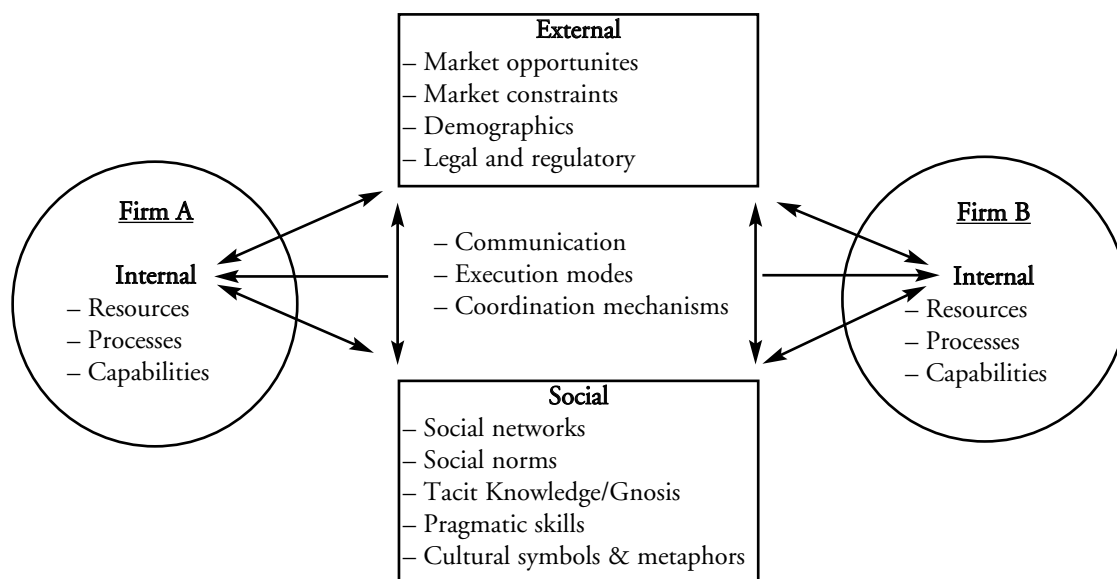 External
– Market opportunites
– Market constraints
– Demographics
– Legal and regulatory
Firm A
Internal
– Resources
– Processes
– Capabilities
– Communication
– Execution modes
– Coordination mechanisms
Firm B
Internal
– Resources
– Processes
– Capabilities
Social
– Social networks
– Social norms
– Tacit Knowledge/Gnosis
– Pragmatic skills
– Cultural symbols & metaphors